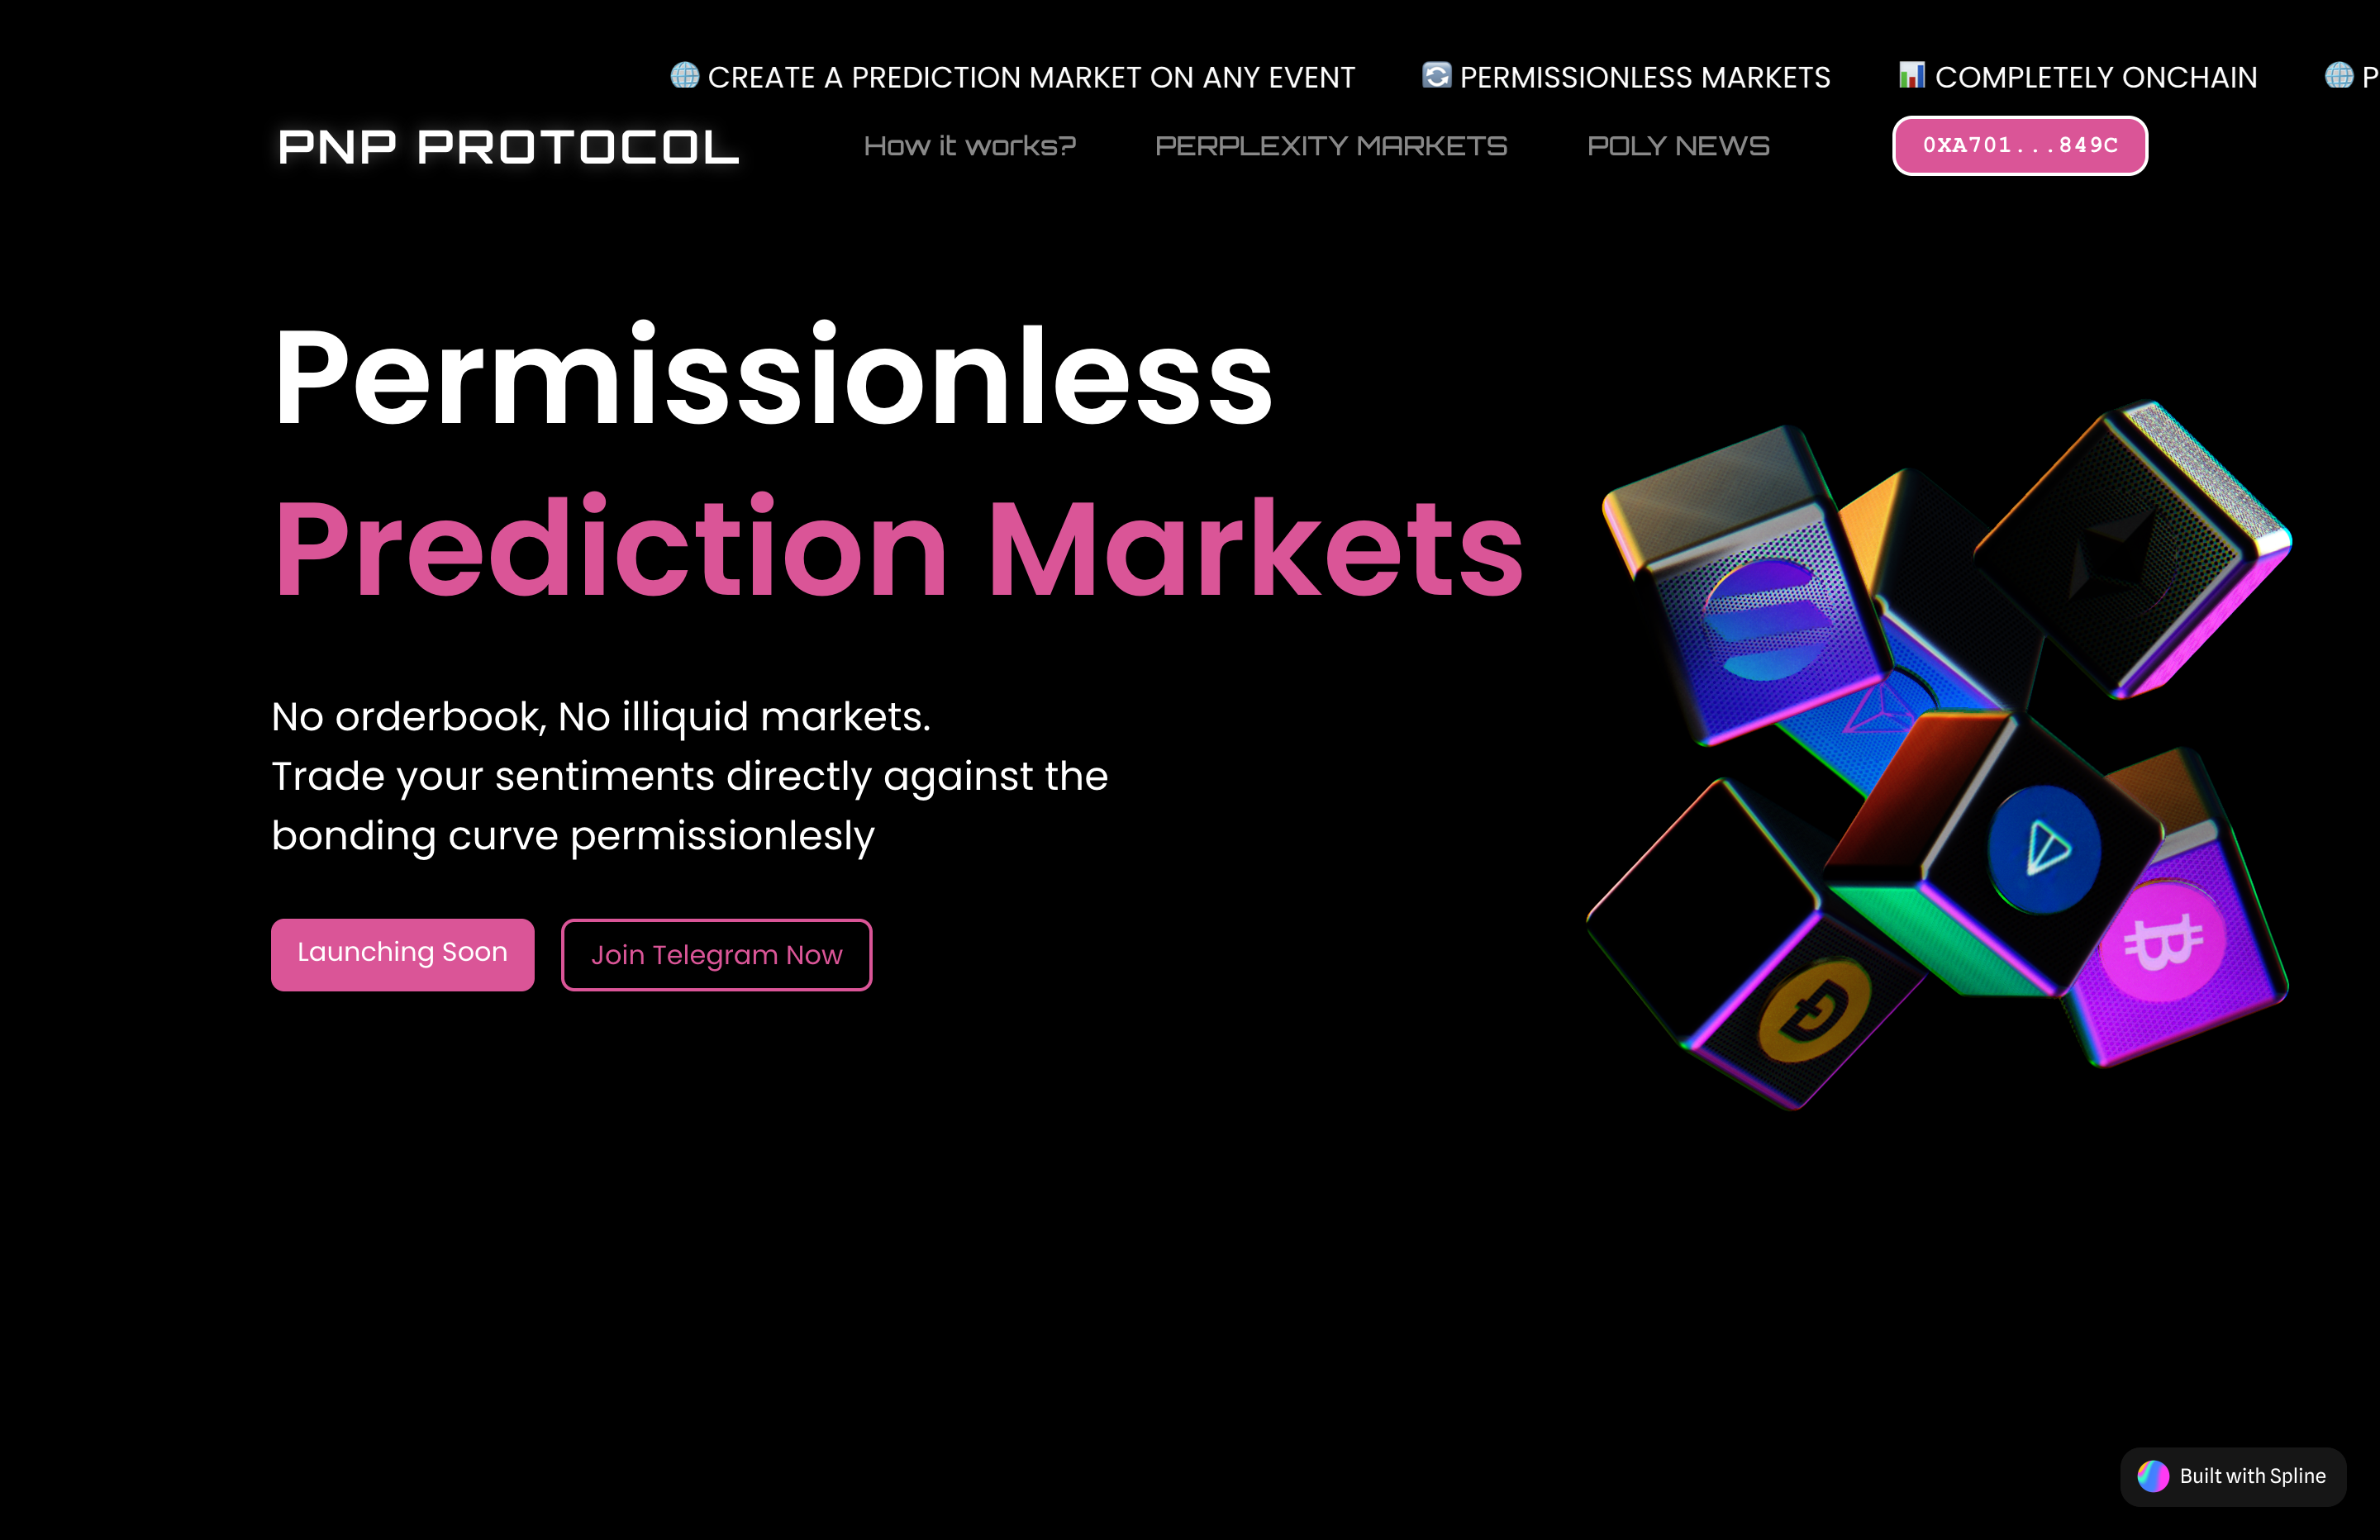 🌐 CREATE A PREDICTION MARKET ON ANY EVENT 🔄 PERMISSIONLESS MARKETS 📊 COMPLETELY ONCHAIN 🌐 P
PNP PROTOCOL How it works? PERPLEXITY MARKETS POLY NEWS 0XA701...849C
Permissionless
Prediction Markets
No orderbook, No illiquid markets.
Trade your sentiments directly against the
bonding curve permissionlesly
Launching Soon Join Telegram Now
Built with Spline